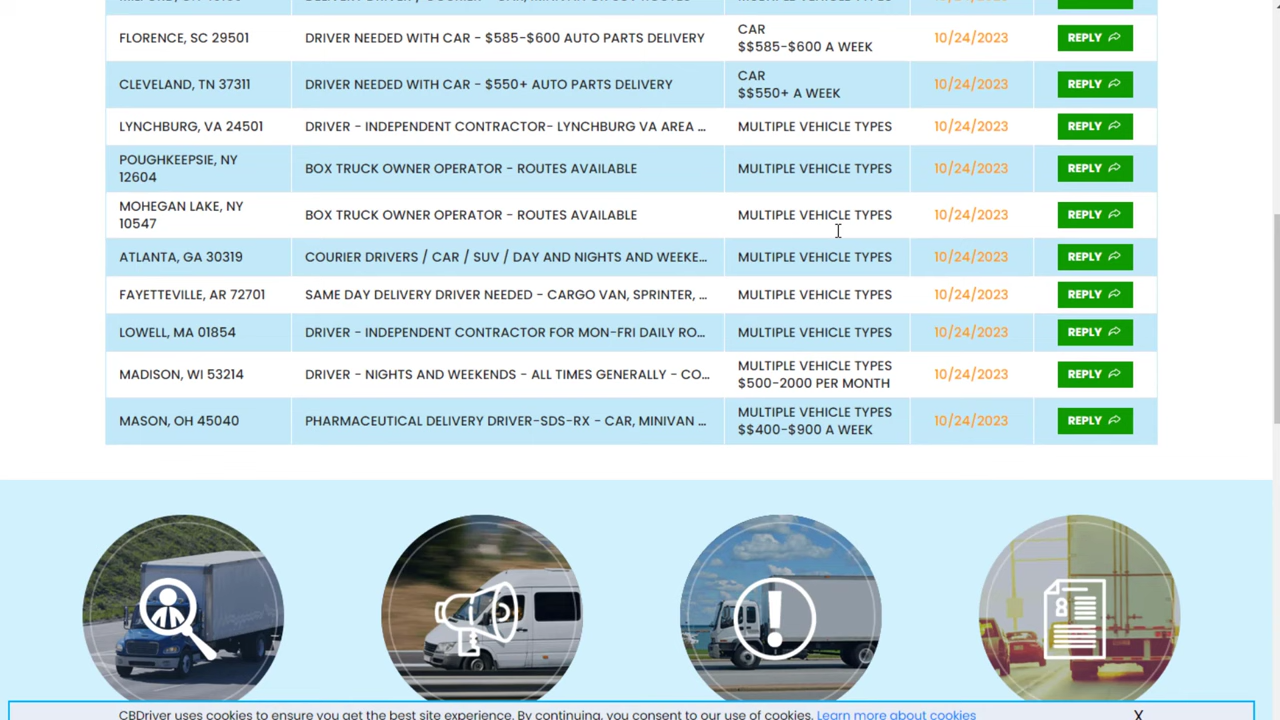 FLORENCE, SC 29501 DRIVER NEEDED WITH CAR - $585-$600 AUTO PARTS DELIVERY CAR
$$585-$600 A WEEK 10/24/2023 REPLY
CLEVELAND, TN 37311 DRIVER NEEDED WITH CAR - $550+ AUTO PARTS DELIVERY CAR
$$550+ A WEEK 10/24/2023 REPLY
LYNCHBURG, VA 24501 DRIVER - INDEPENDENT CONTRACTOR- LYNCHBURG VA AREA ... MULTIPLE VEHICLE TYPES 10/24/2023 REPLY
POUGHKEEPSIE, NY
12604 BOX TRUCK OWNER OPERATOR - ROUTES AVAILABLE MULTIPLE VEHICLE TYPES 10/24/2023 REPLY
MOHEGAN LAKE, NY
10547 BOX TRUCK OWNER OPERATOR - ROUTES AVAILABLE MULTIPLE VEHICLE TYPES 10/24/2023 REPLY
ATLANTA, GA 30319 COURIER DRIVERS / CAR / SUV / DAY AND NIGHTS AND WEEKE... MULTIPLE VEHICLE TYPES 10/24/2023 REPLY
FAYETTEVILLE, AR 72701 SAME DAY DELIVERY DRIVER NEEDED - CARGO VAN, SPRINTER, ... MULTIPLE VEHICLE TYPES 10/24/2023 REPLY
LOWELL, MA 01854 DRIVER - INDEPENDENT CONTRACTOR FOR MON-FRI DAILY RO... MULTIPLE VEHICLE TYPES 10/24/2023 REPLY
MADISON, WI 53214 DRIVER - NIGHTS AND WEEKENDS - ALL TIMES GENERALLY - CO... MULTIPLE VEHICLE TYPES
$500-2000 PER MONTH 10/24/2023 REPLY
MASON, OH 45040 PHARMACEUTICAL DELIVERY DRIVER-SDS-RX - CAR, MINIVAN ... MULTIPLE VEHICLE TYPES
$$400-$900 A WEEK 10/24/2023 REPLY
8
CBDriver uses cookies to ensure you get the best site experience. By continuing, you consent to our use of cookies. Learn more about cookies X